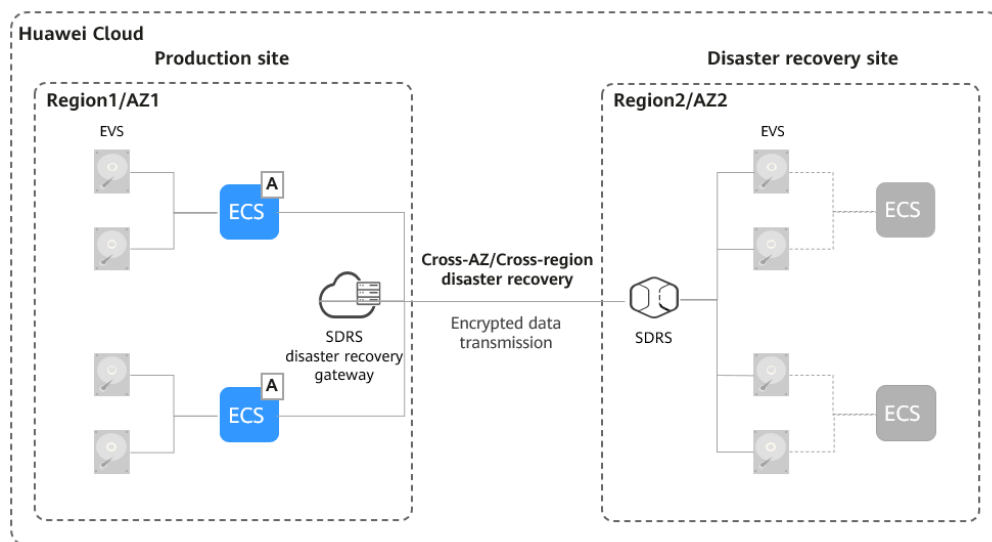 Huawei Cloud
Production site
Disaster recovery site
Region1/AZ1
Region2/AZ2
EVS
EVS
A
ECS
ECS
Cross-AZ/Cross-region
disaster recovery
SDRS
disaster recovery
gateway
Encrypted data
transmission
SDRS
A
ECS
ECS